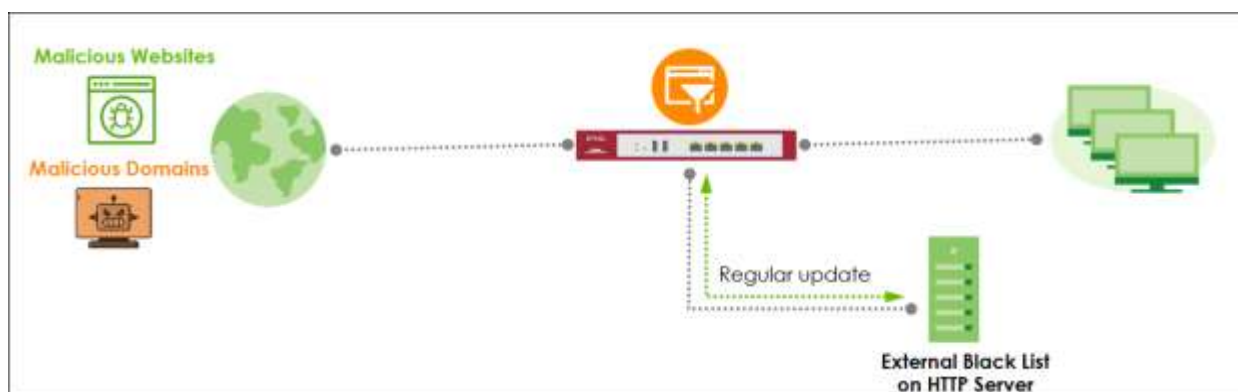 Malicious Websites
Malicious Domains
Regular update
External Black List
on HTTP Server